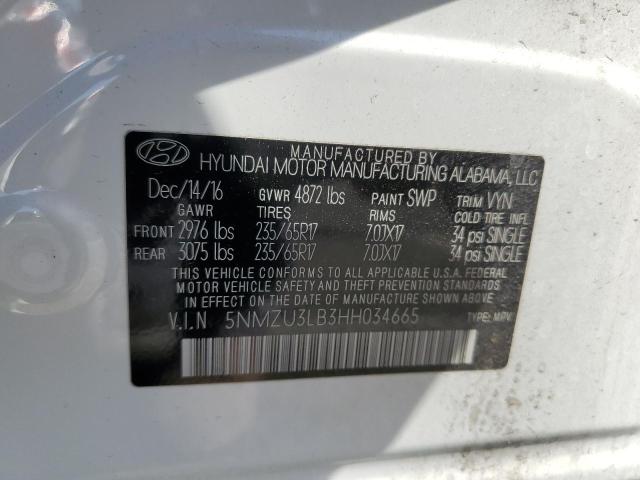 MANUFACTURED BY
HYUNDAI MOTOR MANUFACTURING ALABAMA, LLC
Dec/14/16 GVWR 4872 lbs PAINT SWP TRIM VYN
GAWR TIRES RIMS COLD TIRE INFL
FRONT 2976 lbs 235/65R17 7.0JX17 34 psi SINGLE
REAR 3075 lbs 235/65R17 7.0JX17 34 psi SINGLE
THIS VEHICLE CONFORMS TO ALL APPLICABLE U.S.A. FEDERAL
MOTOR VEHICLE SAFETY AND THEFT PREVENTION STANDARDS
IN EFFECT ON THE DATE OF MANUFACTURE SHOWN ABOVE.
V.I.N 5NMZU3LB3HH034665 TYPE: MPV